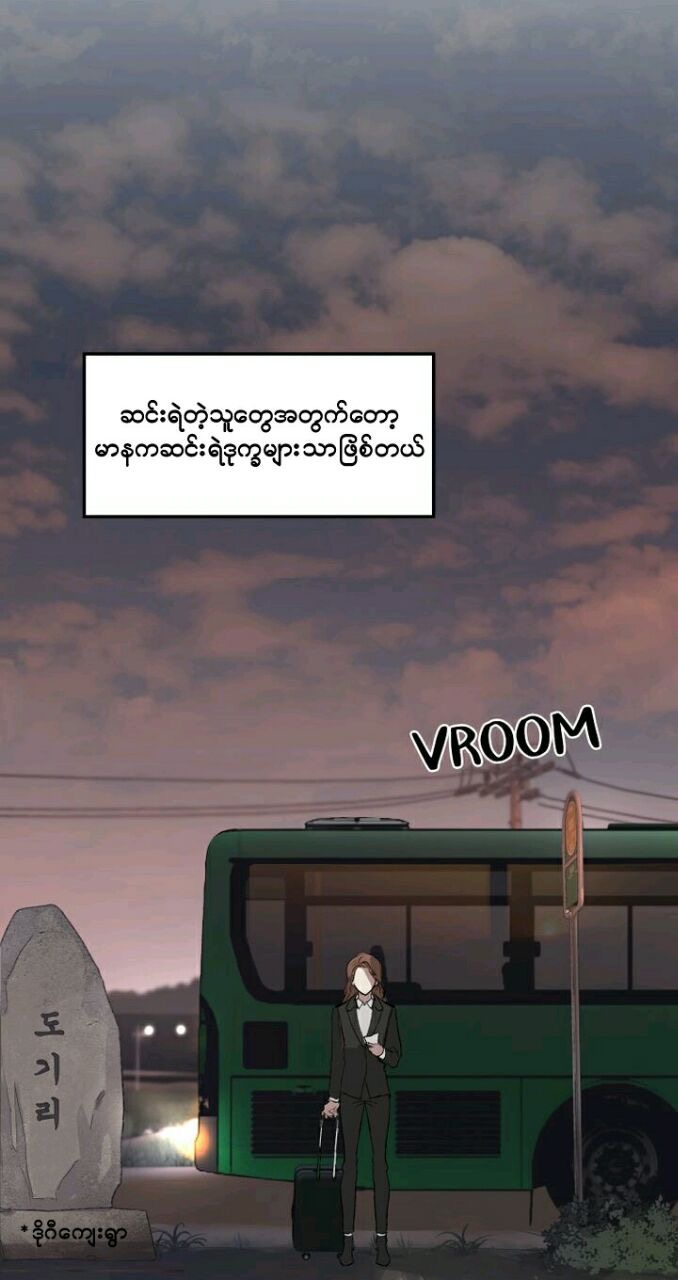 ဆင်းရဲတဲ့သူတွေအတွက်တော့
မာနကဆင်းရဲဒုက္ခများသာဖြစ်တယ်
VROOM
도기리
* ဒိုဂီကျေးရွာ